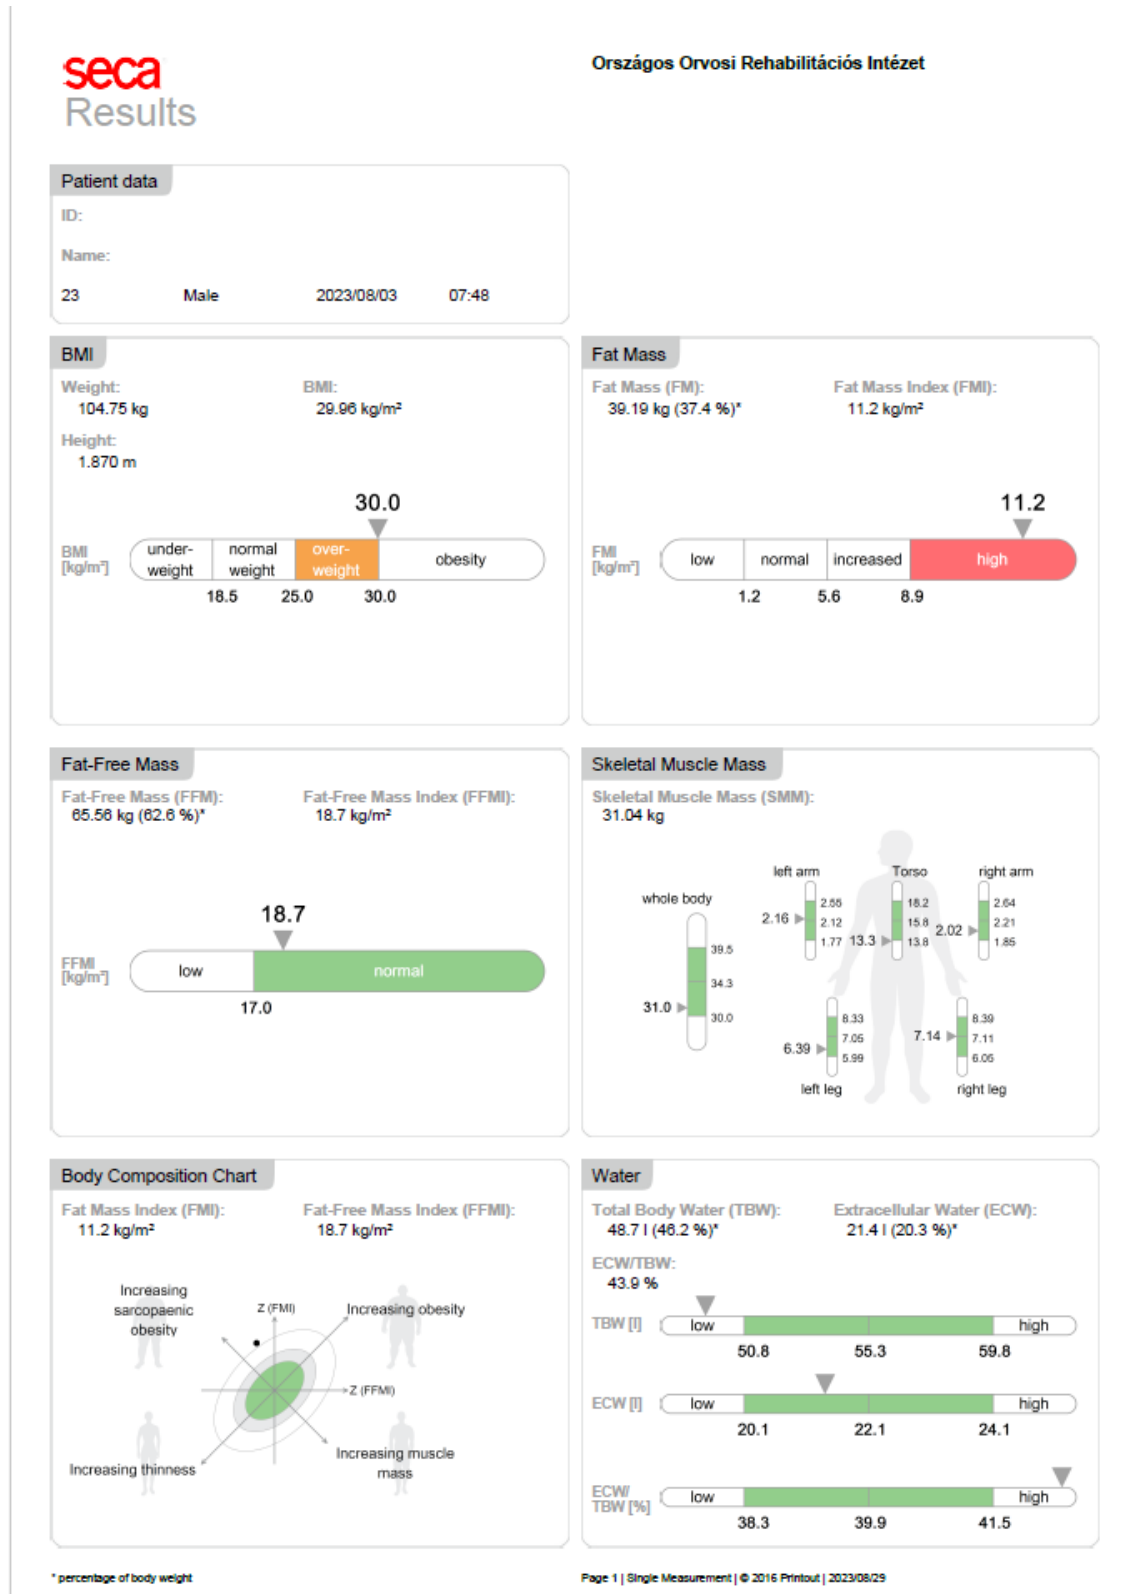 seca
Results
Országos Orvosi Rehabilitációs Intézet
Patient data
ID:
Name:
23 Male 2023/08/03 07:48
BMI
Weight: BMI:
104.75 kg 29.96 kg/m²
Height:
1.870 m
30.0
BMI [kg/m²] under-weight normal weight over-weight obesity
18.5 25.0 30.0
Fat Mass
Fat Mass (FM): Fat Mass Index (FMI):
39.19 kg (37.4 %)* 11.2 kg/m²
11.2
FMI [kg/m²] low normal increased high
1.2 5.6 8.9
Fat-Free Mass
Fat-Free Mass (FFM): Fat-Free Mass Index (FFMI):
65.56 kg (62.6 %)* 18.7 kg/m²
18.7
FFMI [kg/m²] low normal
17.0
Skeletal Muscle Mass
Skeletal Muscle Mass (SMM):
31.04 kg
whole body
39.5
34.3
31.0
30.0
left arm
2.55
2.16 2.12
1.77
Torso
18.2
15.8
13.3 13.8
right arm
2.64
2.02 2.21
1.85
8.33
7.05
6.39 5.99
left leg
8.39
7.14 7.11
6.05
right leg
Body Composition Chart
Fat Mass Index (FMI): Fat-Free Mass Index (FFMI):
11.2 kg/m² 18.7 kg/m²
Increasing
sarcopaenic
obesity
Z (FMI)
Increasing obesity
Z (FFMI)
Increasing thinness
Increasing muscle
mass
Water
Total Body Water (TBW): Extracellular Water (ECW):
48.7 l (46.2 %)* 21.4 l (20.3 %)*
ECW/TBW:
43.9 %
TBW [l] low high
50.8 55.3 59.8
ECW [l] low high
20.1 22.1 24.1
ECW/
TBW [%] low high
38.3 39.9 41.5
* percentage of body weight
Page 1 | Single Measurement | © 2016 Printout | 2023/08/29